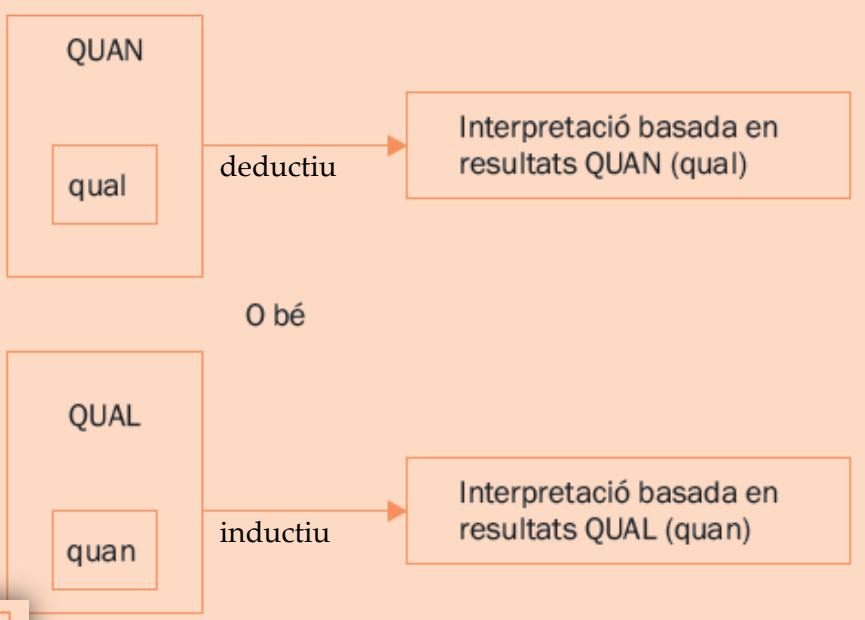 QUAN
qual
deductiu
Interpretació basada en
resultats QUAN (qual)
O bé
QUAL
quan
inductiu
Interpretació basada en
resultats QUAL (quan)